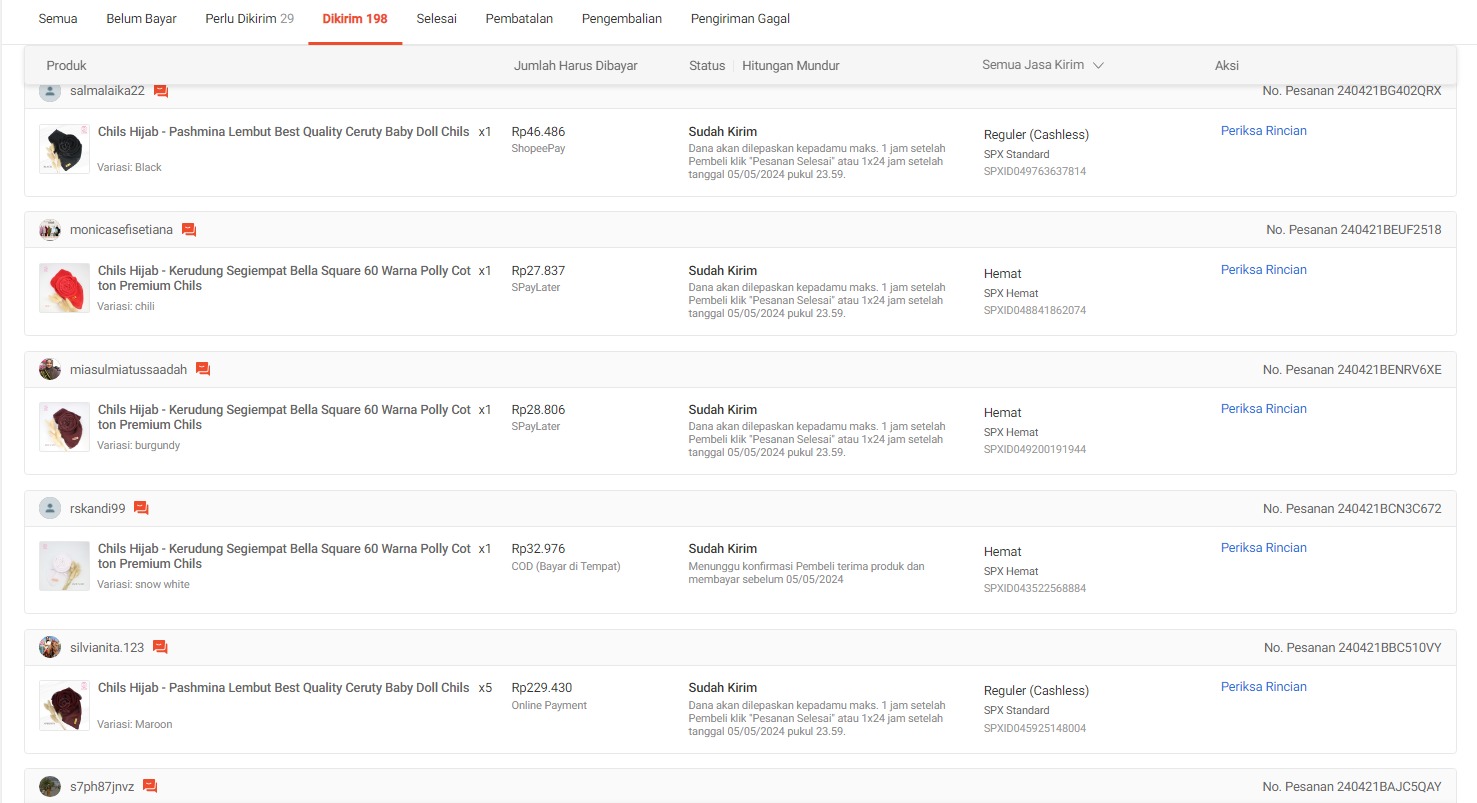 Semua Belum Bayar Perlu Dikirim 29 Dikirim 198 Selesai Pembatalan Pengembalian Pengiriman Gagal
Produk Jumlah Harus Dibayar Status Hitungan Mundur Semua Jasa Kirim Aksi
salmalaika22 No. Pesanan 240421BG402QRX
Chils Hijab - Pashmina Lembut Best Quality Ceruty Baby Doll Chils x1 Rp46.486 Sudah Kirim Reguler (Cashless) Periksa Rincian
ShopeePay Dana akan dilepaskan kepadamu maks. 1 jam setelah SPX Standard
Variasi: Black Pembeli klik "Pesanan Selesai" atau 1x24 jam setelah SPXID049763637814
tanggal 05/05/2024 pukul 23.59.
monicasefisetiana No. Pesanan 240421BEUF2518
Chils Hijab - Kerudung Segiempat Bella Square 60 Warna Polly Cot x1 Rp27.837 Sudah Kirim Hemat Periksa Rincian
ton Premium Chils SPayLater Dana akan dilepaskan kepadamu maks. 1 jam setelah SPX Hemat
Variasi: chili Pembeli klik "Pesanan Selesai" atau 1x24 jam setelah SPXID048841862074
tanggal 05/05/2024 pukul 23.59.
miasulmiatussaadah No. Pesanan 240421BENRV6XE
Chils Hijab - Kerudung Segiempat Bella Square 60 Warna Polly Cot x1 Rp28.806 Sudah Kirim Hemat Periksa Rincian
ton Premium Chils SPayLater Dana akan dilepaskan kepadamu maks. 1 jam setelah SPX Hemat
Variasi: burgundy Pembeli klik "Pesanan Selesai" atau 1x24 jam setelah SPXID049200191944
tanggal 05/05/2024 pukul 23.59.
rskandi99 No. Pesanan 240421BCN3C672
Chils Hijab - Kerudung Segiempat Bella Square 60 Warna Polly Cot x1 Rp32.976 Sudah Kirim Hemat Periksa Rincian
ton Premium Chils COD (Bayar di Tempat) Menunggu konfirmasi Pembeli terima produk dan SPX Hemat
Variasi: snow white membayar sebelum 05/05/2024 SPXID043522568884
silvianita.123 No. Pesanan 240421BBC510VY
Chils Hijab - Pashmina Lembut Best Quality Ceruty Baby Doll Chils x5 Rp229.430 Sudah Kirim Reguler (Cashless) Periksa Rincian
Online Payment Dana akan dilepaskan kepadamu maks. 1 jam setelah SPX Standard
Variasi: Maroon Pembeli klik "Pesanan Selesai" atau 1x24 jam setelah SPXID045925148004
tanggal 05/05/2024 pukul 23.59.
s7ph87jnvz No. Pesanan 240421BAJC5QAY